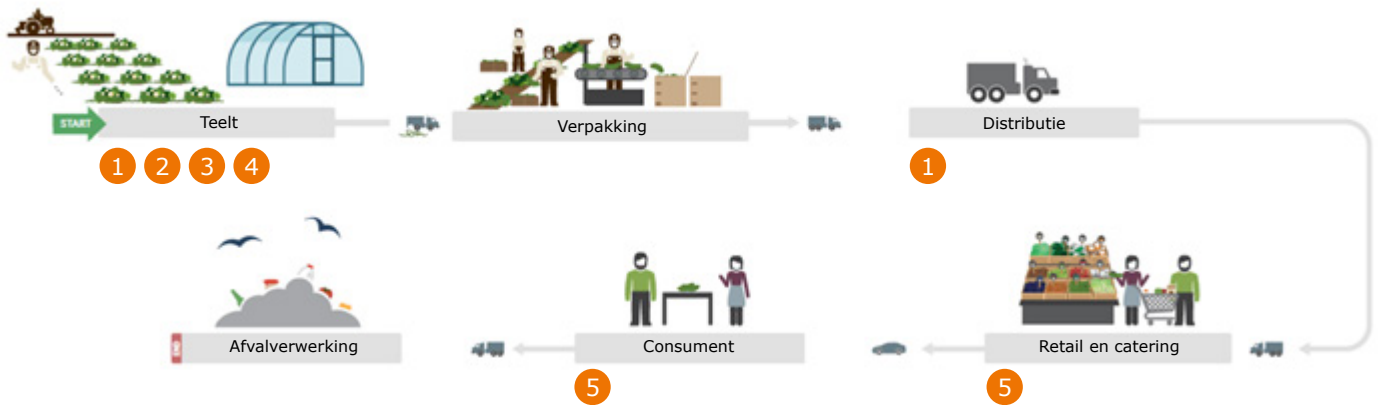 START
Teelt
Verpakking
Distributie
1 2 3 4
1
Afvalverwerking
Consument
Retail en catering
5
5